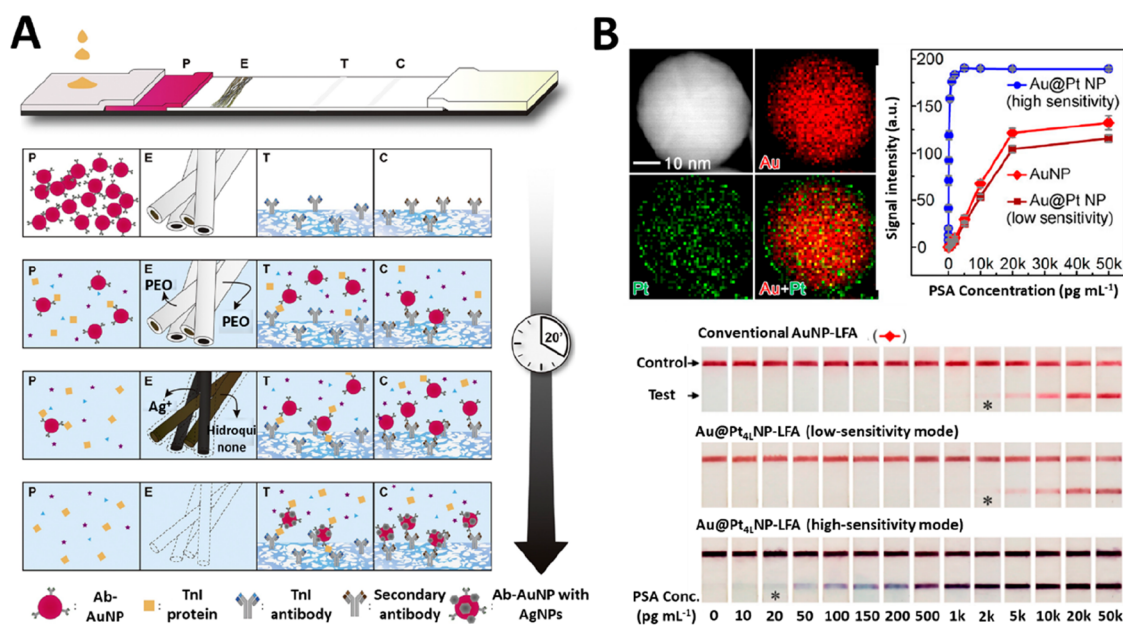 A
P E T C
P E T C
P E T C
PEO
PEO
20'
P E T C
Ag+
Hidroqui
none
P E T C
Ab-
AuNP
: TnI
protein
: TnI
antibody
: Secondary
antibody
: Ab-AuNP with
AgNPs
B
10 nm
Au
Pt
Au+Pt
Signal intensity (a.u.)
200
150
100
50
0
Au@Pt NP
(high sensitivity)
AuNP
Au@Pt NP
(low sensitivity)
0 10k 20k 50k
PSA Concentration (pg mL⁻¹)
Conventional AuNP-LFA ( )
Control
Test
*
Au@Pt₄LNP-LFA (low-sensitivity mode)
*
Au@Pt₄LNP-LFA (high-sensitivity mode)
*
PSA Conc.
(pg mL⁻¹) 0 10 20 50 100 150 200 500 1k 2k 5k 10k 20k 50k